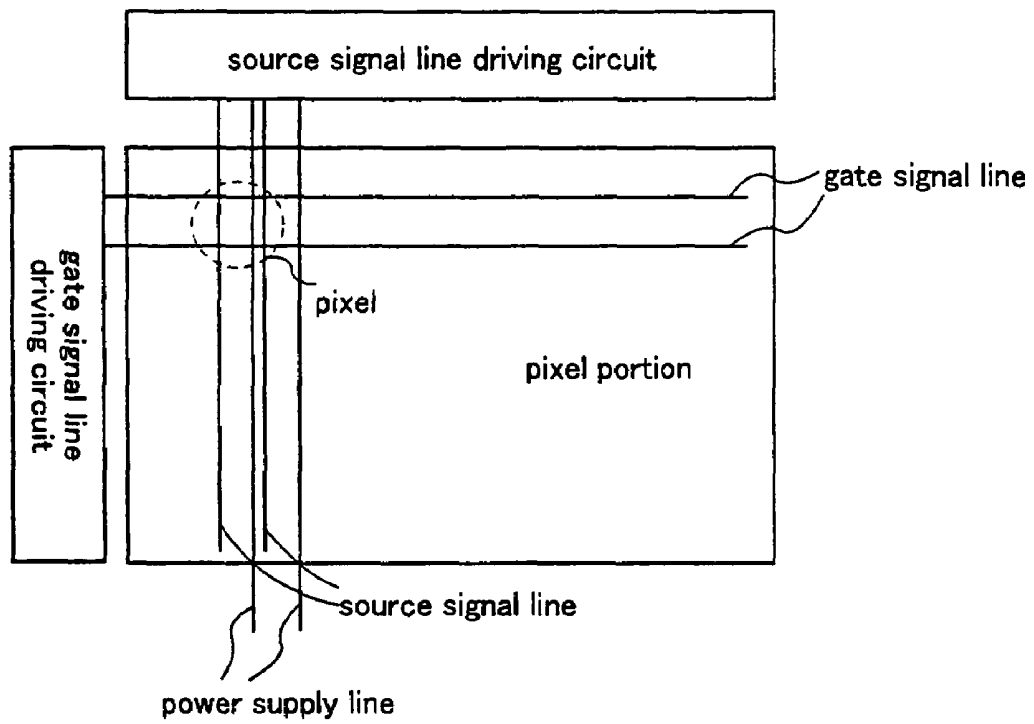 source signal line driving circuit
gate signal line
gate signal line
driving circuit
pixel
pixel portion
source signal line
power supply line